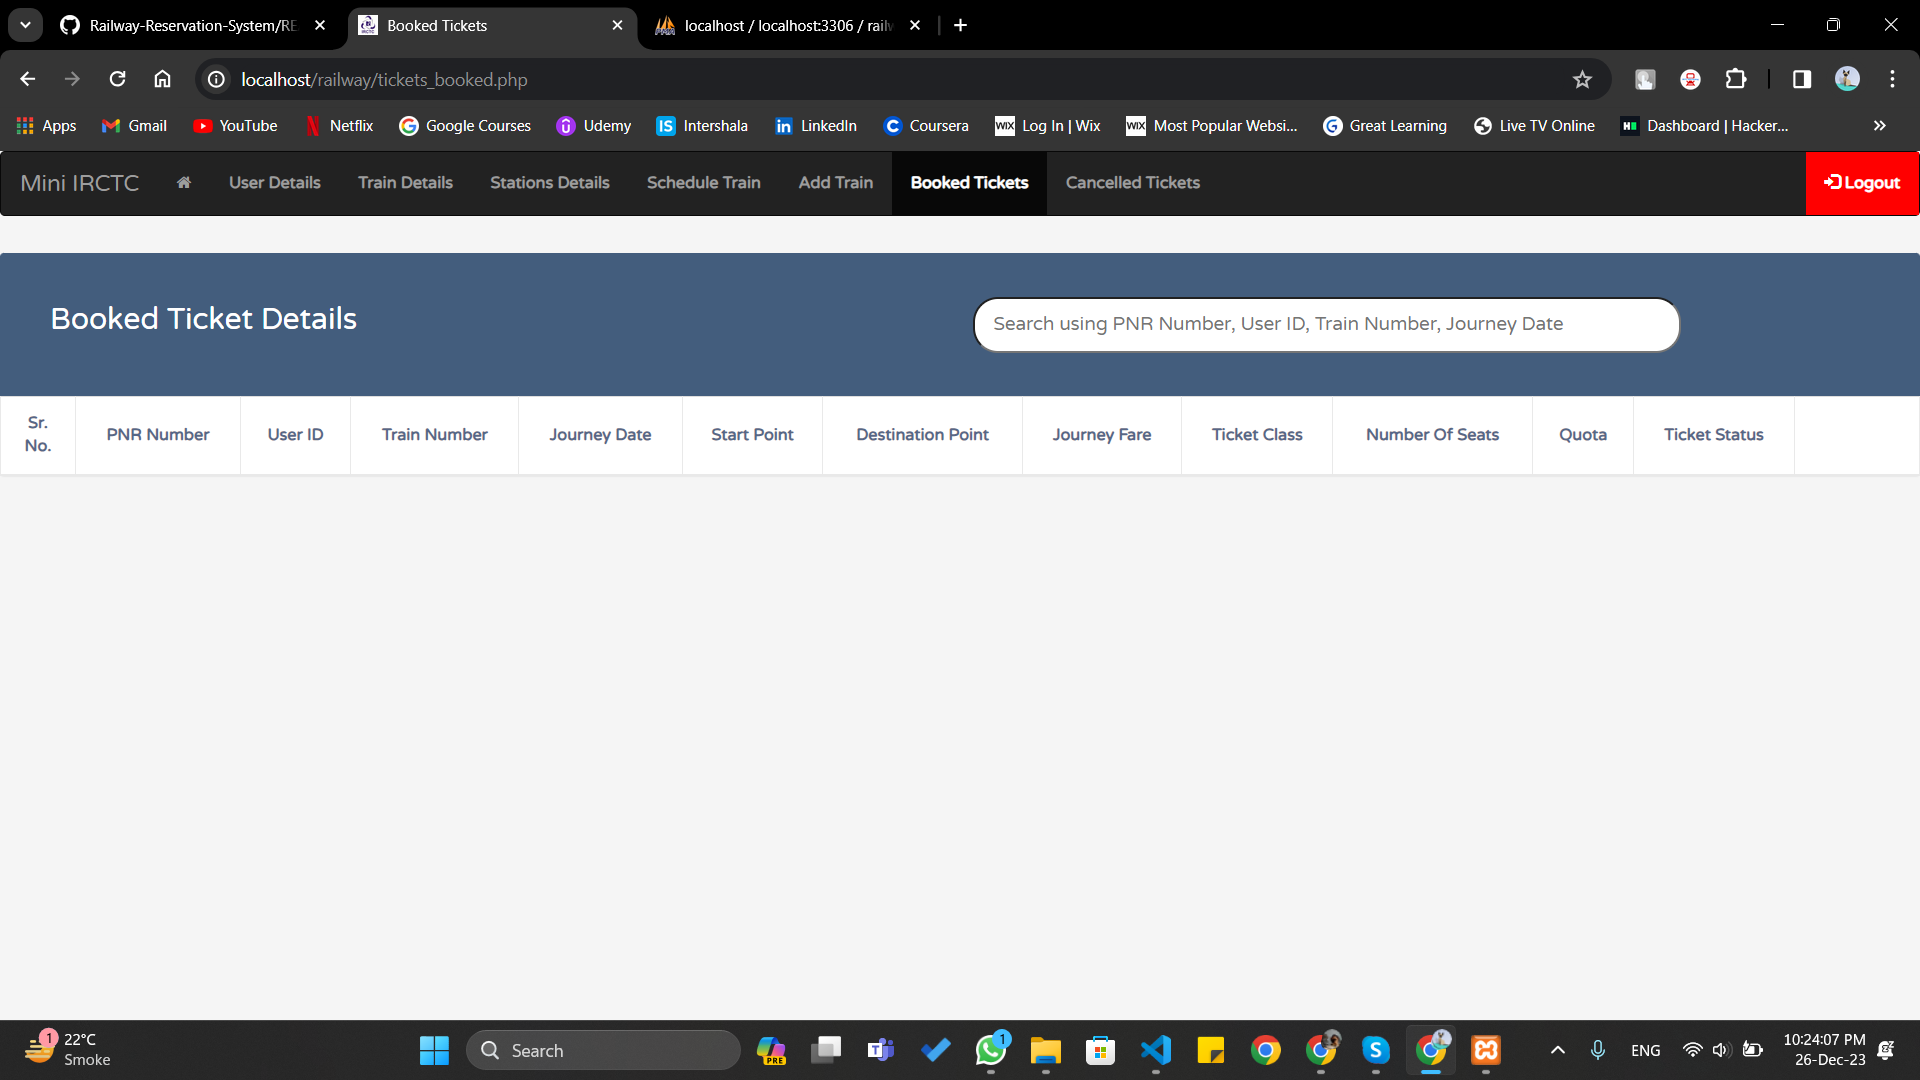 Railway-Reservation-System/RE
Booked Tickets
localhost / localhost:3306 / railw
localhost/railway/tickets_booked.php
Apps Gmail YouTube Netflix Google Courses Udemy Intershala LinkedIn Coursera Log In | Wix Most Popular Websi... Great Learning Live TV Online Dashboard | Hacker...
Mini IRCTC User Details Train Details Stations Details Schedule Train Add Train Booked Tickets Cancelled Tickets Logout
Booked Ticket Details
Search using PNR Number, User ID, Train Number, Journey Date
Sr. No. PNR Number User ID Train Number Journey Date Start Point Destination Point Journey Fare Ticket Class Number Of Seats Quota Ticket Status
1
22°C
Smoke
Search
PRE
1
ENG
10:24:07 PM
26-Dec-23